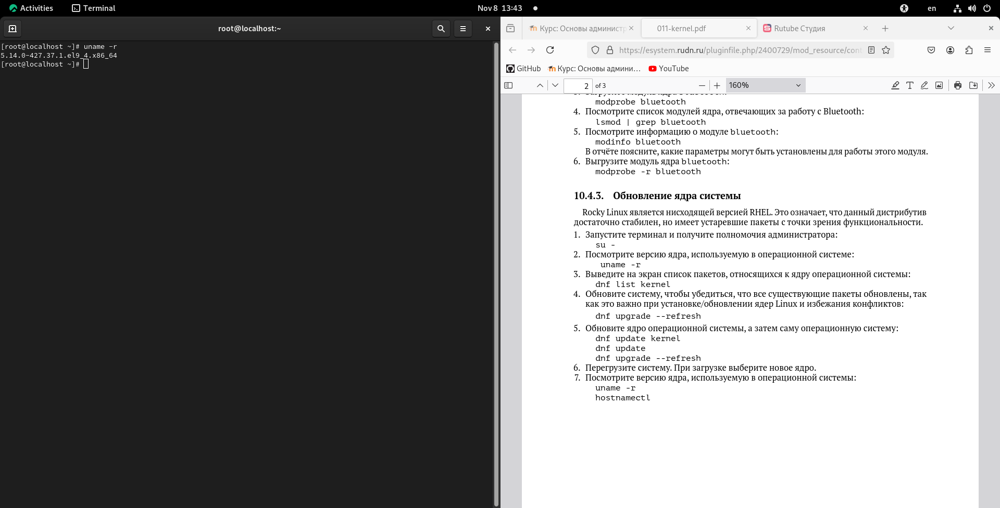 Activities
Terminal
Nov 8 13:43
en
root@localhost:~
[root@localhost ~]# uname -r
5.14.0-427.37.1.el9_4.x86_64
[root@localhost ~]#
Курс: Основы администр
011-kernel.pdf
Rutube Студия
https://esystem.rudn.ru/pluginfile.php/2400729/mod_resource/cont
GitHub
Курс: Основы админи…
YouTube
2 of 3
160%
modprobe bluetooth
4. Посмотрите список модулей ядра, отвечающих за работу с Bluetooth:
lsmod | grep bluetooth
5. Посмотрите информацию о модуле bluetooth:
modinfo bluetooth
В отчёте поясните, какие параметры могут быть установлены для работы этого модуля.
6. Выгрузите модуль ядра bluetooth:
modprobe -r bluetooth
10.4.3. Обновление ядра системы
Rocky Linux является нисходящей версией RHEL. Это означает, что данный дистрибутив
достаточно стабилен, но имеет устаревшие пакеты с точки зрения функциональности.
1. Запустите терминал и получите полномочия администратора:
su -
2. Посмотрите версию ядра, используемую в операционной системе:
uname -r
3. Выведите на экран список пакетов, относящихся к ядру операционной системы:
dnf list kernel
4. Обновите систему, чтобы убедиться, что все существующие пакеты обновлены, так
как это важно при установке/обновлении ядер Linux и избежания конфликтов:
dnf upgrade --refresh
5. Обновите ядро операционной системы, а затем саму операционную систему:
dnf update kernel
dnf update
dnf upgrade --refresh
6. Перегрузите систему. При загрузке выберите новое ядро.
7. Посмотрите версию ядра, используемую в операционной системы:
uname -r
hostnamectl